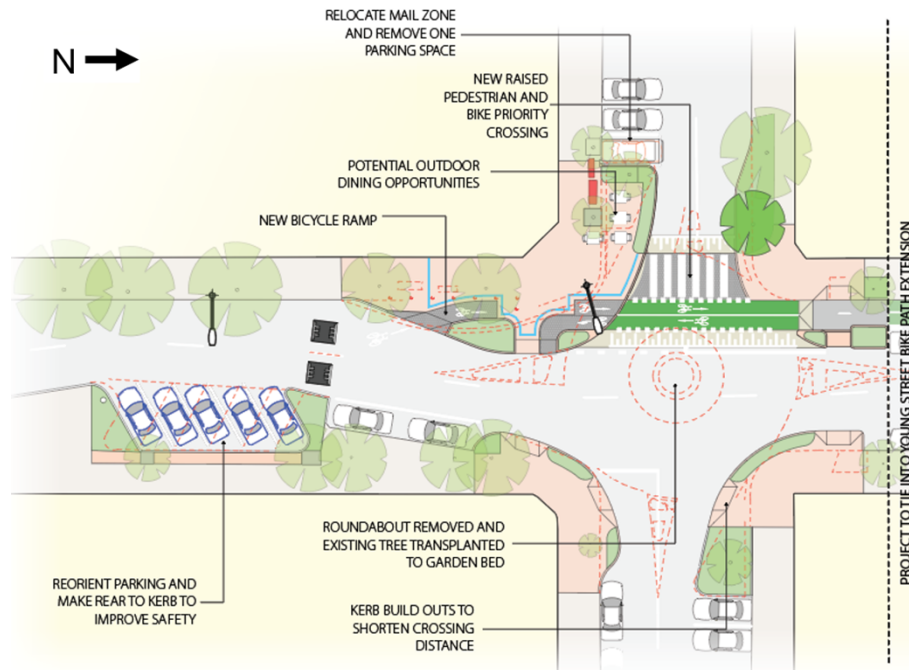 RELOCATE MAIL ZONE
AND REMOVE ONE
PARKING SPACE
N
NEW RAISED
PEDESTRIAN AND
BIKE PRIORITY
CROSSING
POTENTIAL OUTDOOR
DINING OPPORTUNITIES
NEW BICYCLE RAMP
PROJECT TO TIE INTO YOUNG STREET BIKE PATH EXTENSION
ROUNDABOUT REMOVED AND
EXISTING TREE TRANSPLANTED
TO GARDEN BED
REORIENT PARKING AND
MAKE REAR TO KERB TO
IMPROVE SAFETY
KERB BUILD OUTS TO
SHORTEN CROSSING
DISTANCE